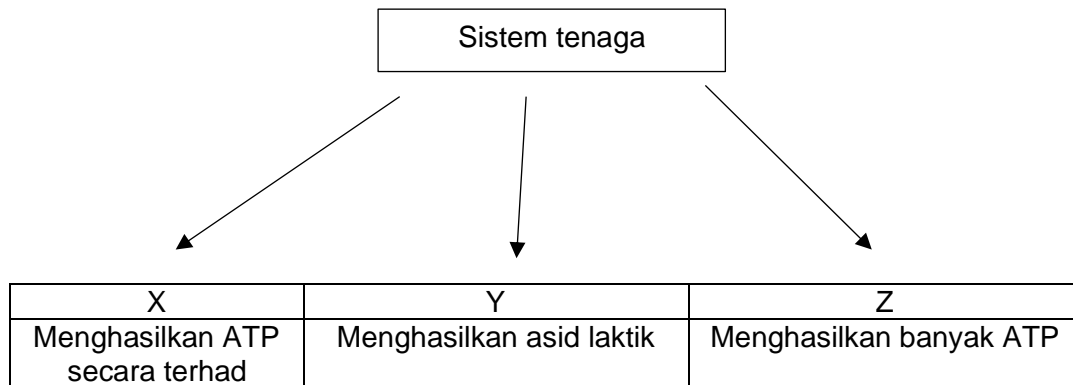 Sistem tenaga
X
Y
Z
Menghasilkan ATP
secara terhad
Menghasilkan asid laktik
Menghasilkan banyak ATP